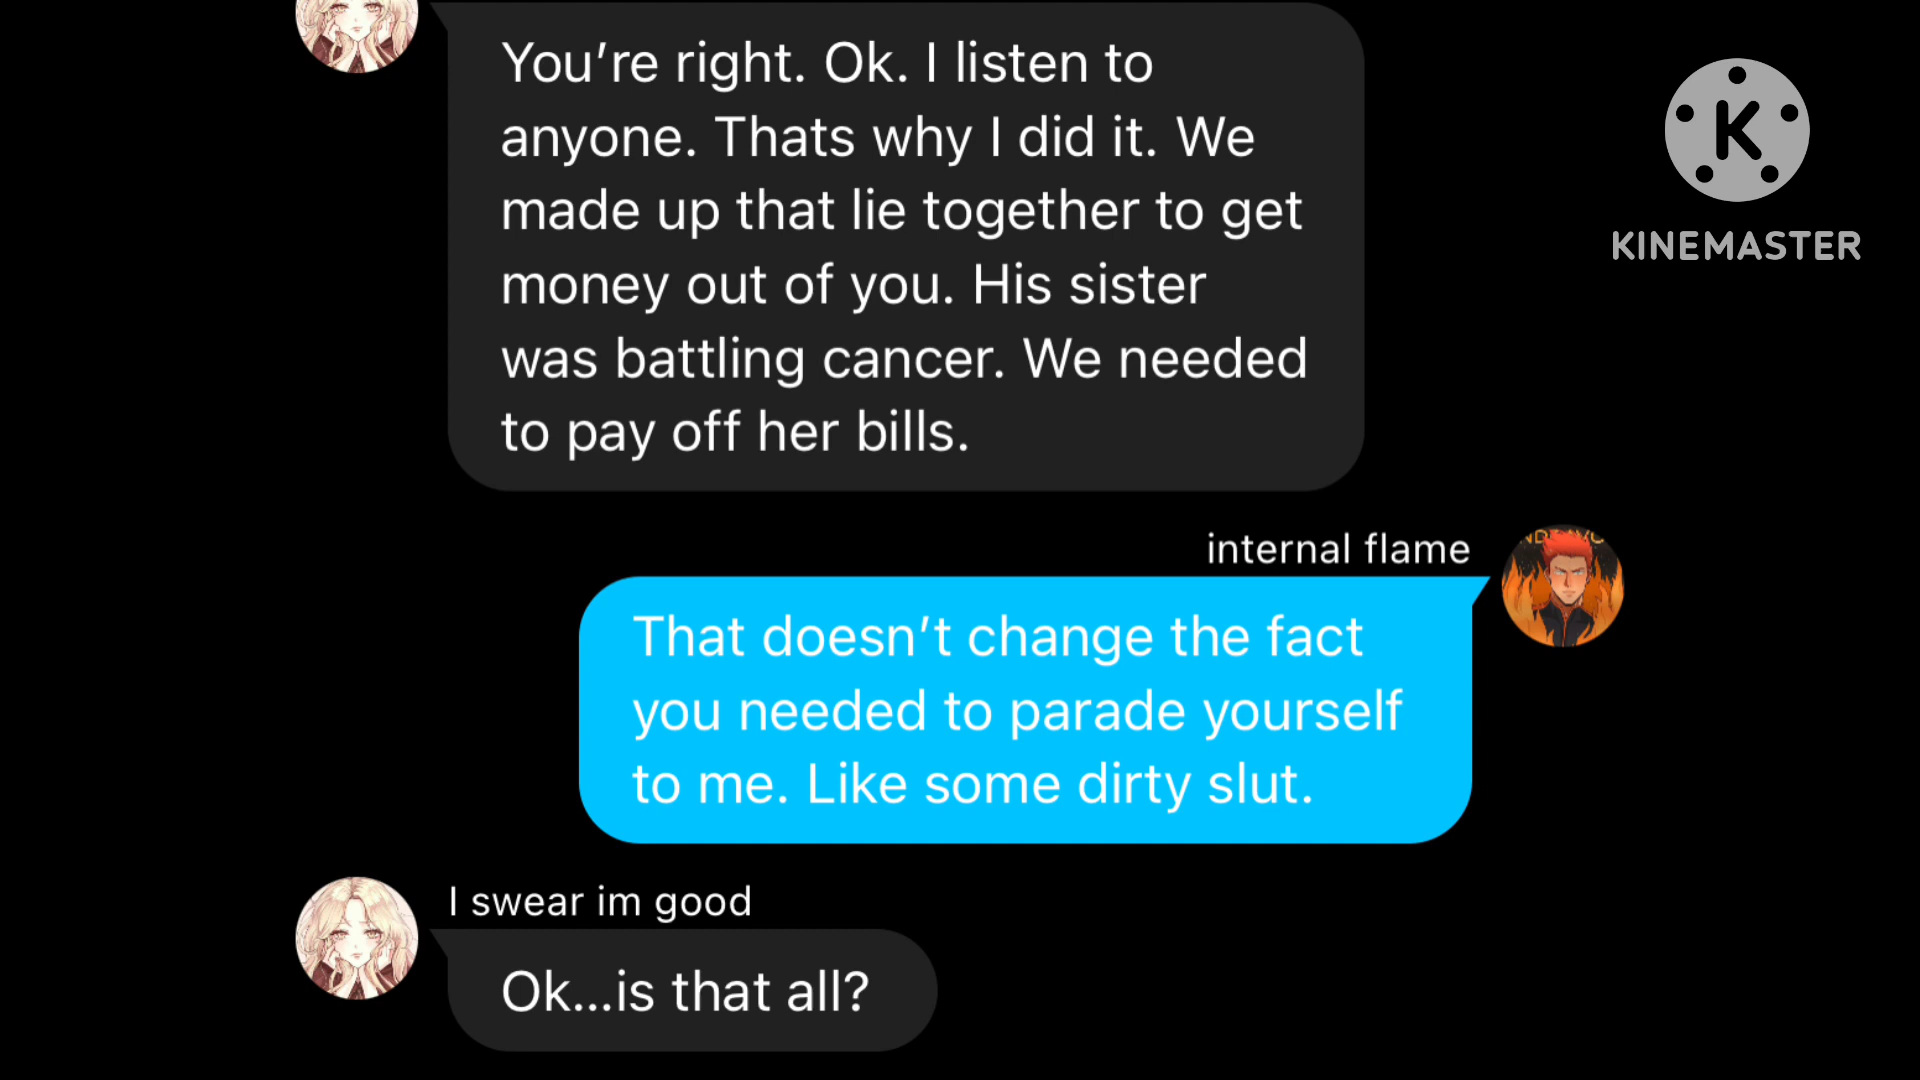 You’re right. Ok. I listen to
anyone. Thats why I did it. We
made up that lie together to get
money out of you. His sister
was battling cancer. We needed
to pay off her bills.
K
KINEMASTER
internal flame
That doesn’t change the fact
you needed to parade yourself
to me. Like some dirty slut.
I swear im good
Ok...is that all?